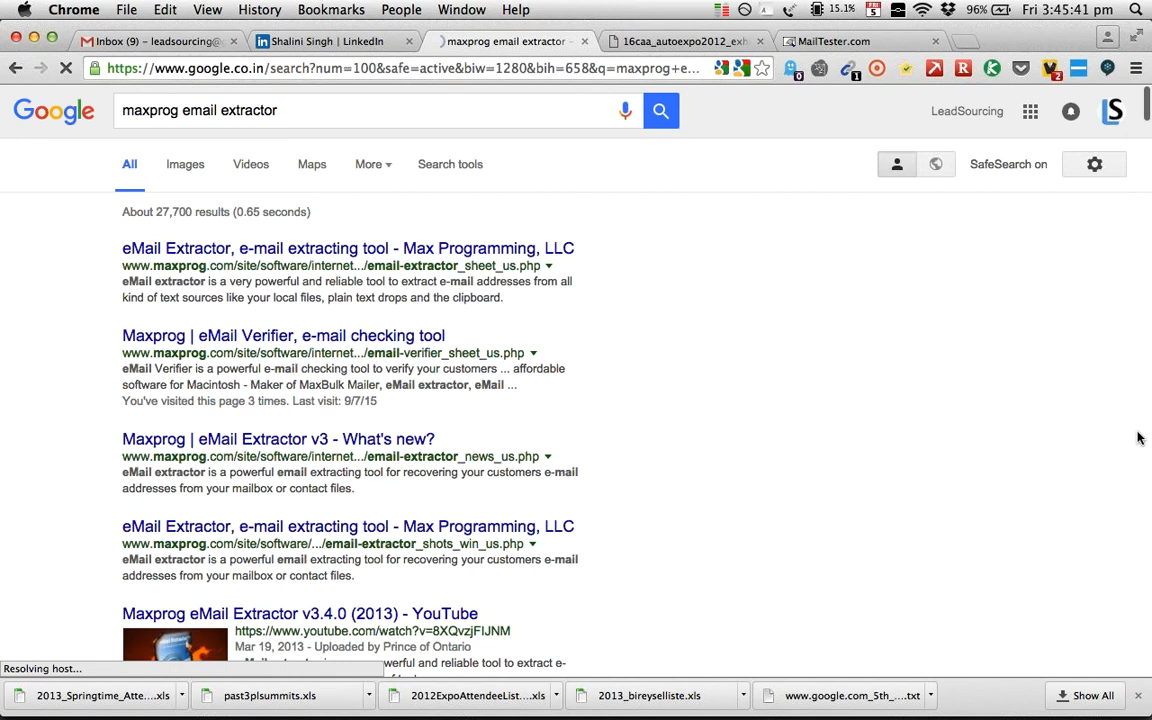 Chrome File Edit View History Bookmarks People Window Help 15.1% 5 96% Fri 3:45:41 pm
Inbox (9) – leadsourcing@ Shalini Singh | LinkedIn maxprog email extractor - 16caa_autoexpo2012_exh MailTester.com
https://www.google.co.in/search?num=100&safe=active&biw=1280&bih=658&q=maxprog+e... 0 1 2
Google maxprog email extractor LeadSourcing
All Images Videos Maps More Search tools SafeSearch on
About 27,700 results (0.65 seconds)
eMail Extractor, e-mail extracting tool - Max Programming, LLC
www.maxprog.com/site/software/internet.../email-extractor_sheet_us.php
eMail extractor is a very powerful and reliable tool to extract e-mail addresses from all
kind of text sources like your local files, plain text drops and the clipboard.
Maxprog | eMail Verifier, e-mail checking tool
www.maxprog.com/site/software/internet.../email-verifier_sheet_us.php
eMail Verifier is a powerful e-mail checking tool to verify your customers ... affordable
software for Macintosh - Maker of MaxBulk Mailer, eMail extractor, eMail ...
You've visited this page 3 times. Last visit: 9/7/15
Maxprog | eMail Extractor v3 - What's new?
www.maxprog.com/site/software/internet.../email-extractor_news_us.php
eMail extractor is a powerful email extracting tool for recovering your customers e-mail
addresses from your mailbox or contact files.
eMail Extractor, e-mail extracting tool - Max Programming, LLC
www.maxprog.com/site/software/.../email-extractor_shots_win_us.php
eMail extractor is a powerful email extracting tool for recovering your customers e-mail
addresses from your mailbox or contact files.
Maxprog eMail Extractor v3.4.0 (2013) - YouTube
https://www.youtube.com/watch?v=8XQvzjFIJNM
Mar 19, 2013 - Uploaded by Prince of Ontario
werful and reliable tool to extract e-
Resolving host...
2013_Springtime_Atte....xls past3plsummits.xls 2012ExpoAttendeeList....xls 2013_bireyselliste.xls www.google.com_5th_....txt Show All